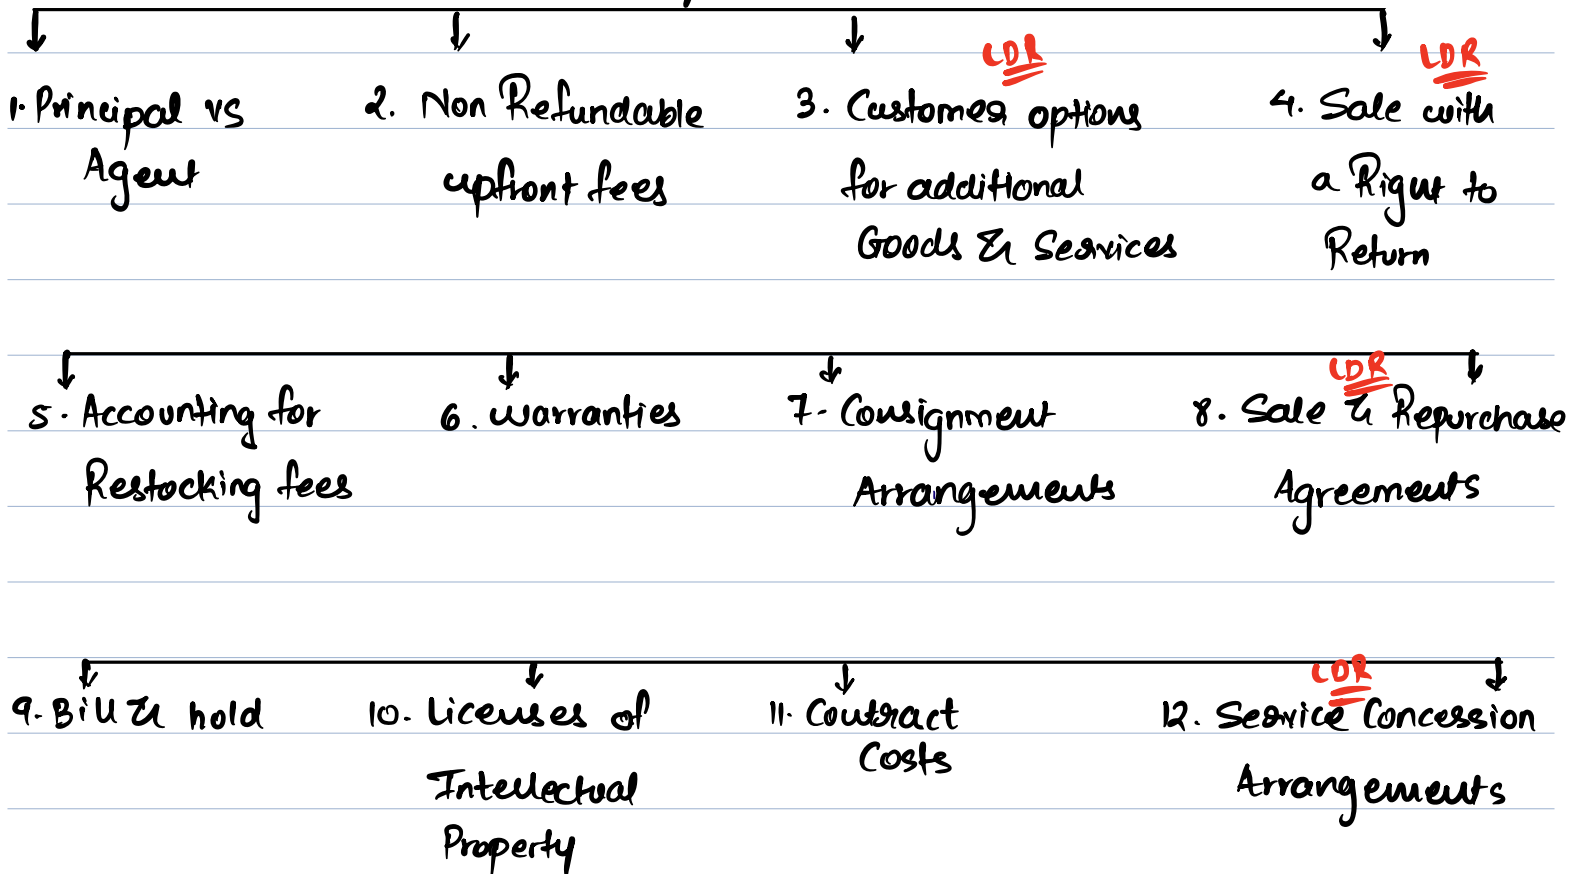 LDR
LDR
1. Principal vs
Agent
2. Non Refundable
upfront fees
3. Customer options
for additional
Goods & Services
4. Sale with
a Right to
Return
LDR
5. Accounting for
Restocking fees
6. Warranties
7. Consignment
Arrangements
8. Sale & Repurchase
Agreements
LDR
9. Bill & hold
10. Licenses of
Intellectual
Property
11. Contract
Costs
12. Service Concession
Arrangements